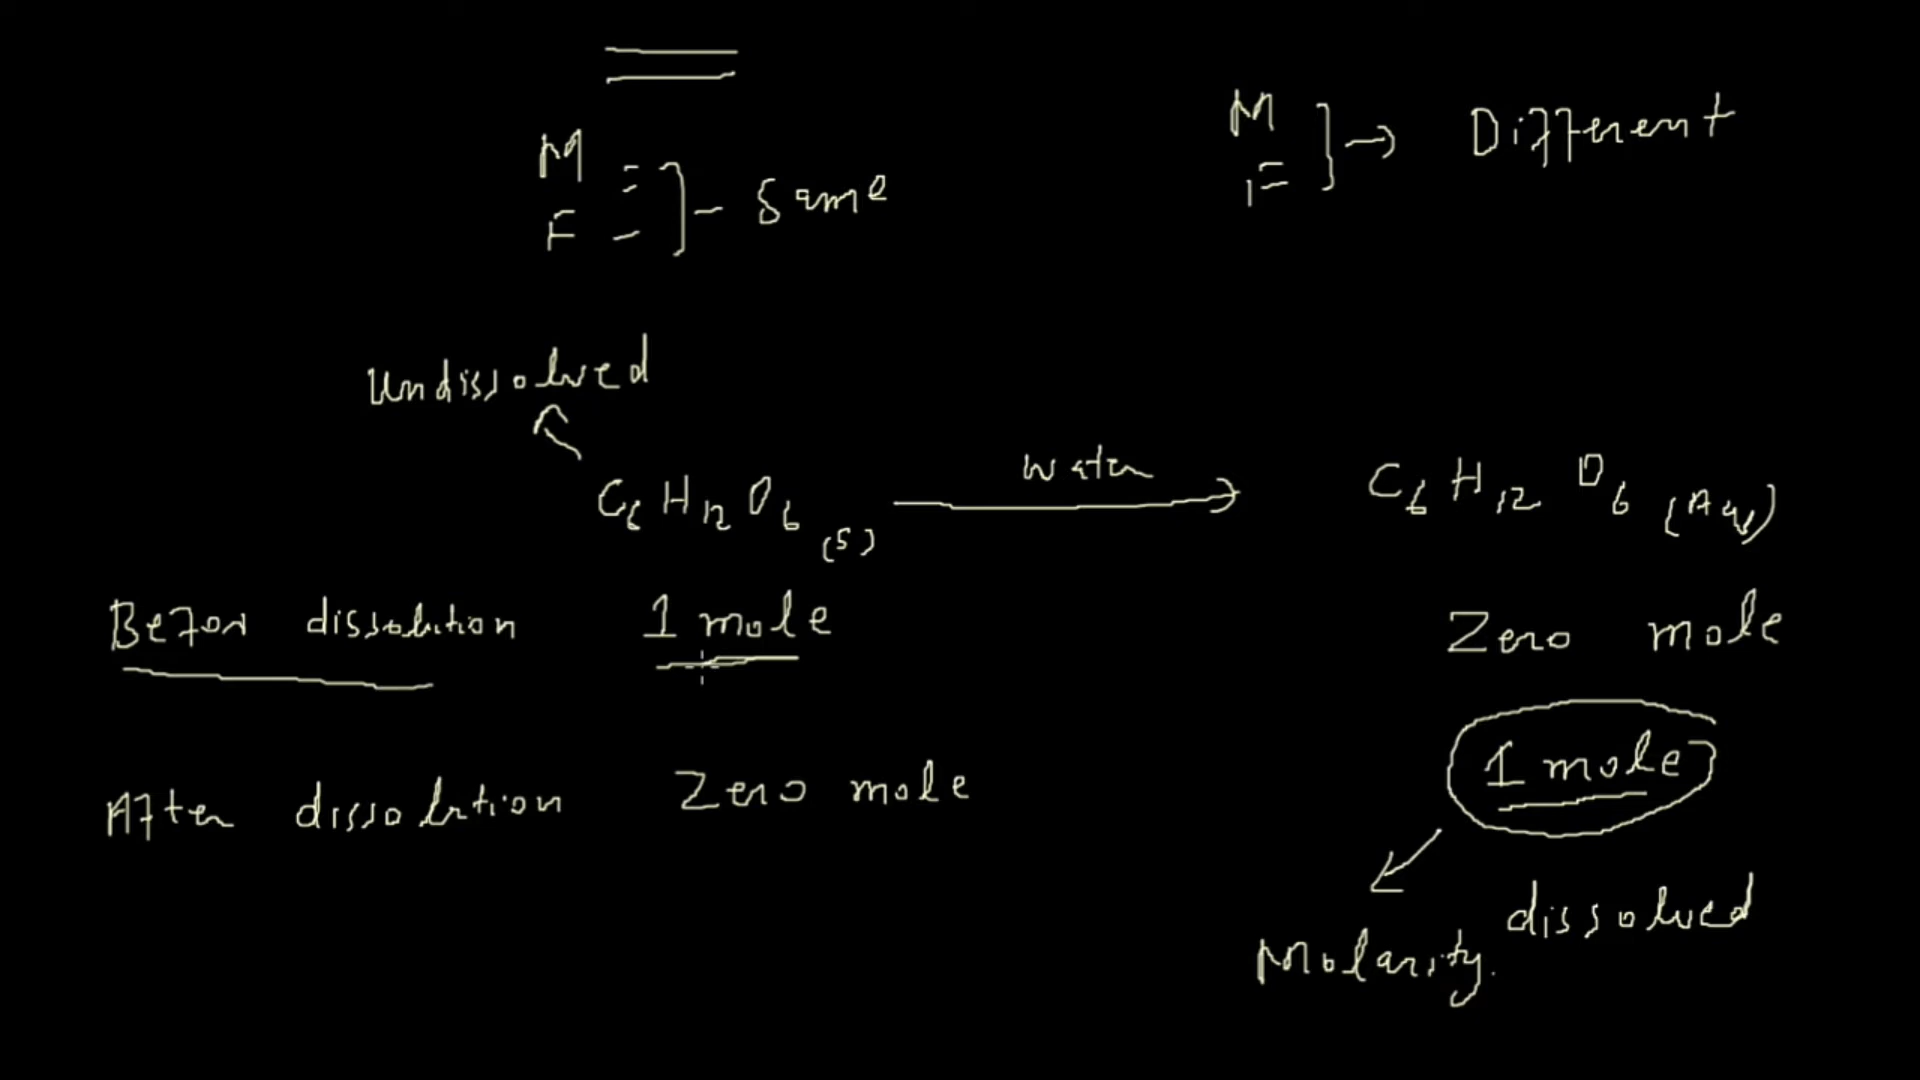 M
F ] - Same
M
F } → Different
Undissolved
C6H12O6 (s) water → C6H12O6 (Aq)
Befor dissolution 1 mole Zero mole
After dissolution Zero mole 1 mole
dissolved
Molarity.